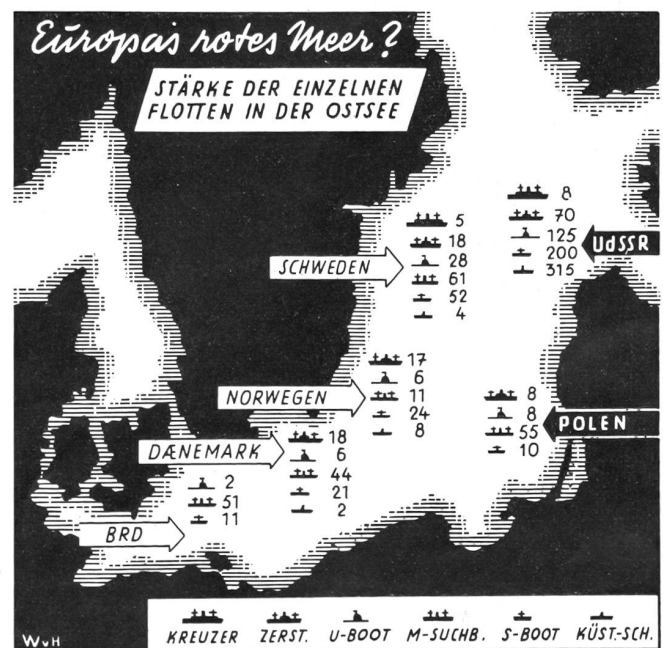 Europas rotes Meer?
STÄRKE DER EINZELNEN
FLOTTEN IN DER OSTSEE
8
70
125
200
315
UdSSR
5
18
28
61
52
4
SCHWEDEN
17
6
11
24
8
NORWEGEN
8
8
55
10
POLEN
18
6
44
21
2
DÆNEMARK
2
51
11
BRD
KREUZER ZERST. U-BOOT M-SUCHB. S-BOOT KÜST.-SCH.
WvH